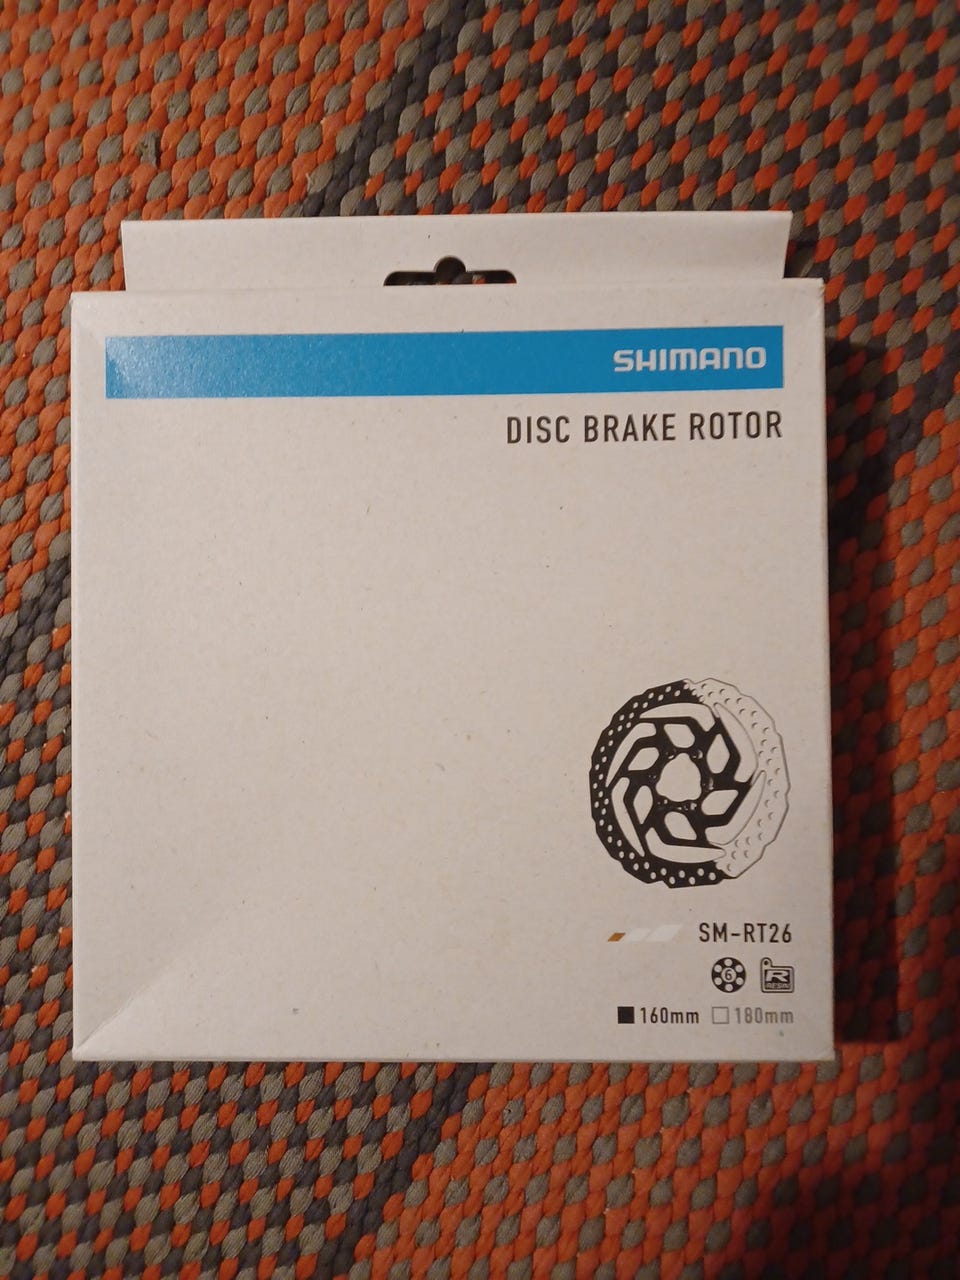 SHIMANO
DISC BRAKE ROTOR
SM-RT26
6 R RESIN
160mm 180mm